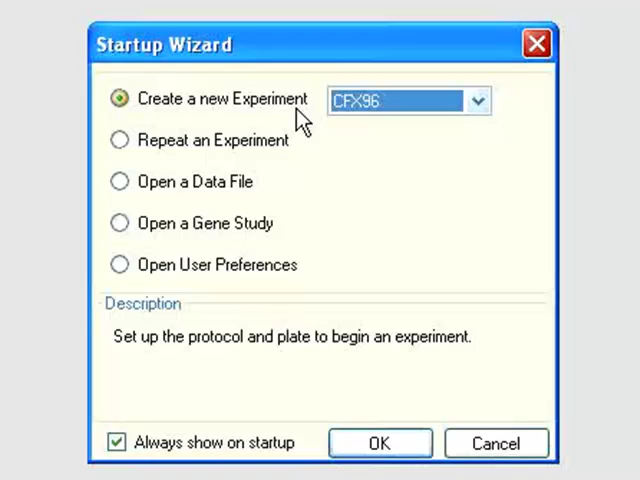 Startup Wizard
Create a new Experiment
CFX96
Repeat an Experiment
Open a Data File
Open a Gene Study
Open User Preferences
Description
Set up the protocol and plate to begin an experiment.
Always show on startup
OK
Cancel